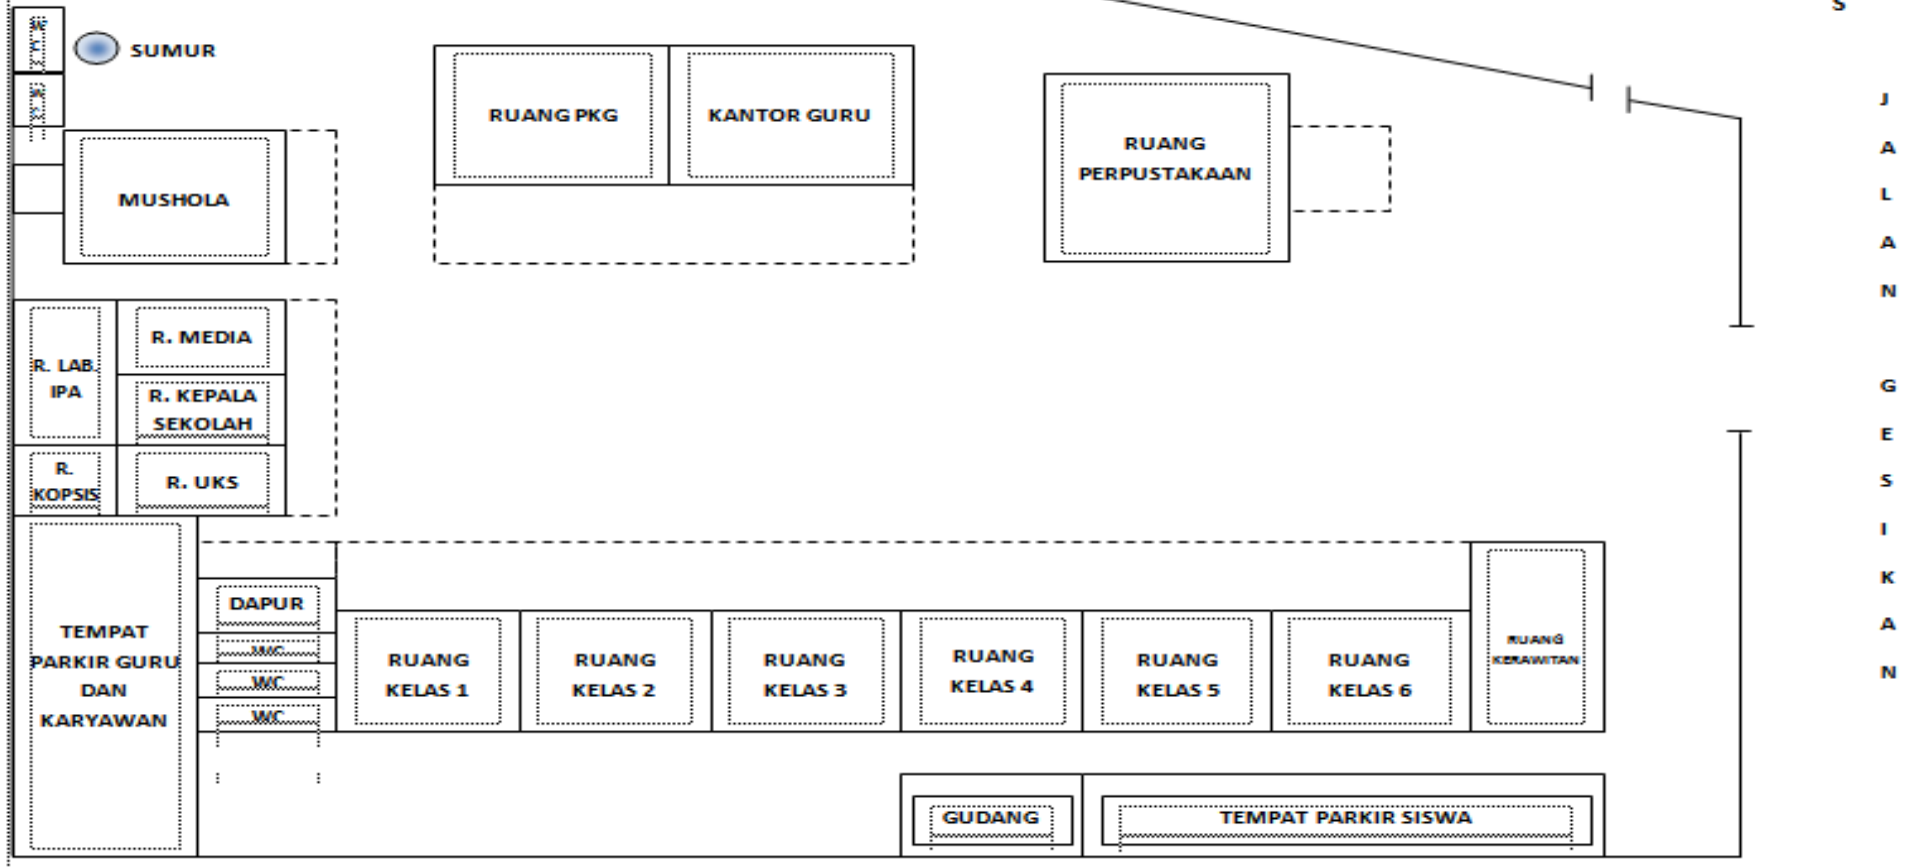 S
WC
SUMUR
WC
RUANG PKG
KANTOR GURU
RUANG
PERPUSTAKAAN
MUSHOLA
R. MEDIA
R. LAB.
IPA
R. KEPALA
SEKOLAH
R.
KOPSIS
R. UKS
DAPUR
WC
WC
WC
TEMPAT
PARKIR GURU
DAN
KARYAWAN
RUANG
KELAS 1
RUANG
KELAS 2
RUANG
KELAS 3
RUANG
KELAS 4
RUANG
KELAS 5
RUANG
KELAS 6
RUANG
KERAWITAN
GUDANG
TEMPAT PARKIR SISWA
J
A
L
A
N
G
E
S
I
K
A
N